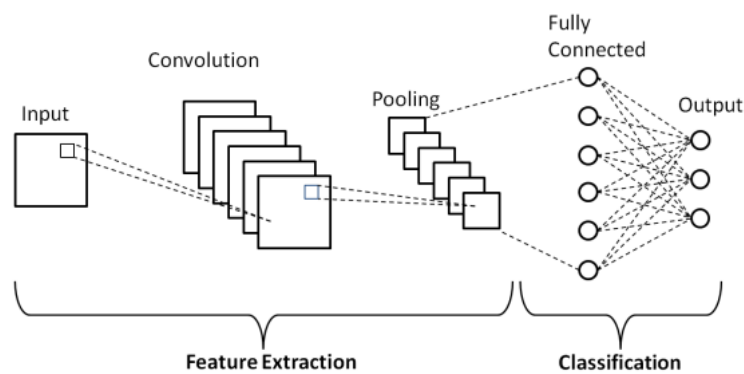 Input
Convolution
Pooling
Fully
Connected
Output
Feature Extraction
Classification